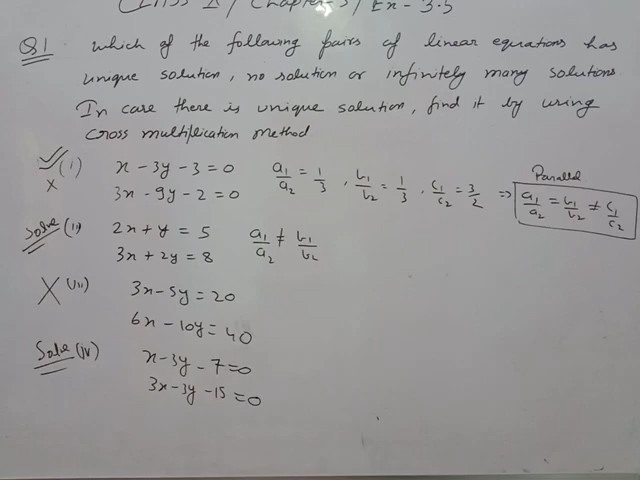 Class X / Chapter-3 / Ex-3.5
Q1 which of the following pairs of linear equations has
unique solution, no solution or infinitely many solutions
In case there is unique solution, find it by using
cross multiplication method
X (i) x - 3y - 3 = 0 a1/a2 = 1/3, b1/b2 = 1/3, c1/c2 = 3/2 ⇒ a1/a2 = b1/b2 ≠ c1/c2 Parallel
3x - 9y - 2 = 0
Solve (ii) 2x + y = 5 a1/a2 ≠ b1/b2
3x + 2y = 8
X (iii) 3x - 5y = 20
6x - 10y = 40
Solve (iv) x - 3y - 7 = 0
3x - 3y - 15 = 0